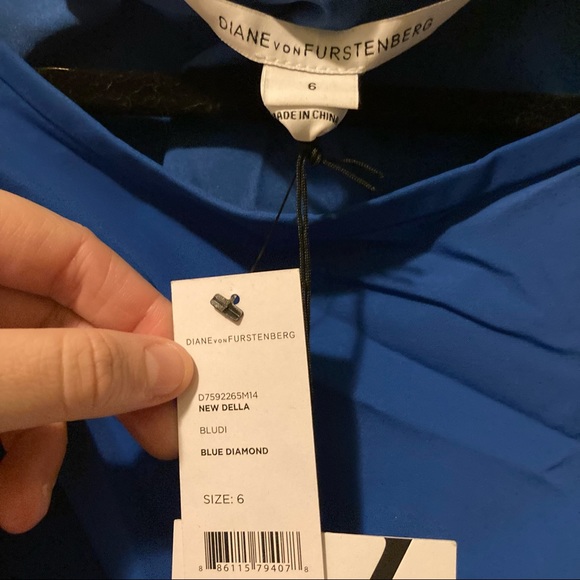 DIANE VON FURSTENBERG
6
MADE IN CHINA
DIANE VON FURSTENBERG
D7592265M14
NEW DELLA
BLUDI
BLUE DIAMOND
SIZE: 6
8 86115 79407 8